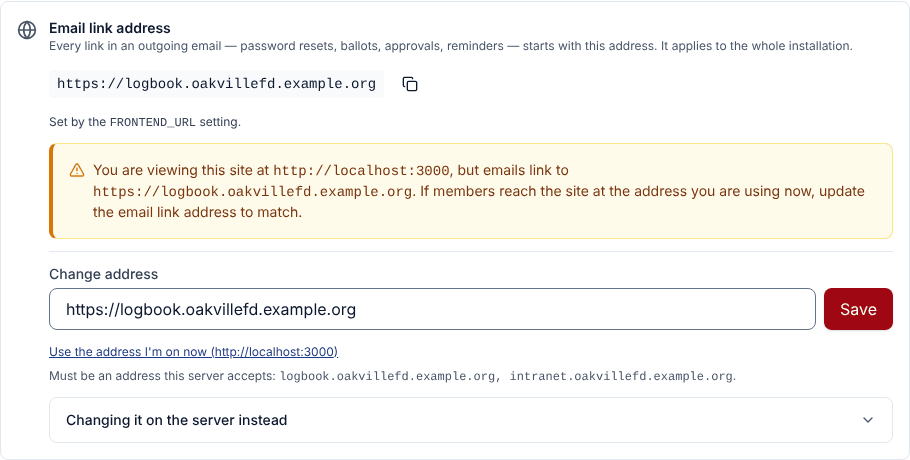 Email link address
Every link in an outgoing email — password resets, ballots, approvals, reminders — starts with this address. It applies to the whole installation.
https://logbook.oakvillefd.example.org
Set by the FRONTEND_URL setting.
You are viewing this site at http://localhost:3000, but emails link to
https://logbook.oakvillefd.example.org. If members reach the site at the address you are using now, update
the email link address to match.
Change address
https://logbook.oakvillefd.example.org
Save
Use the address I'm on now (http://localhost:3000)
Must be an address this server accepts: logbook.oakvillefd.example.org, intranet.oakvillefd.example.org.
Changing it on the server instead